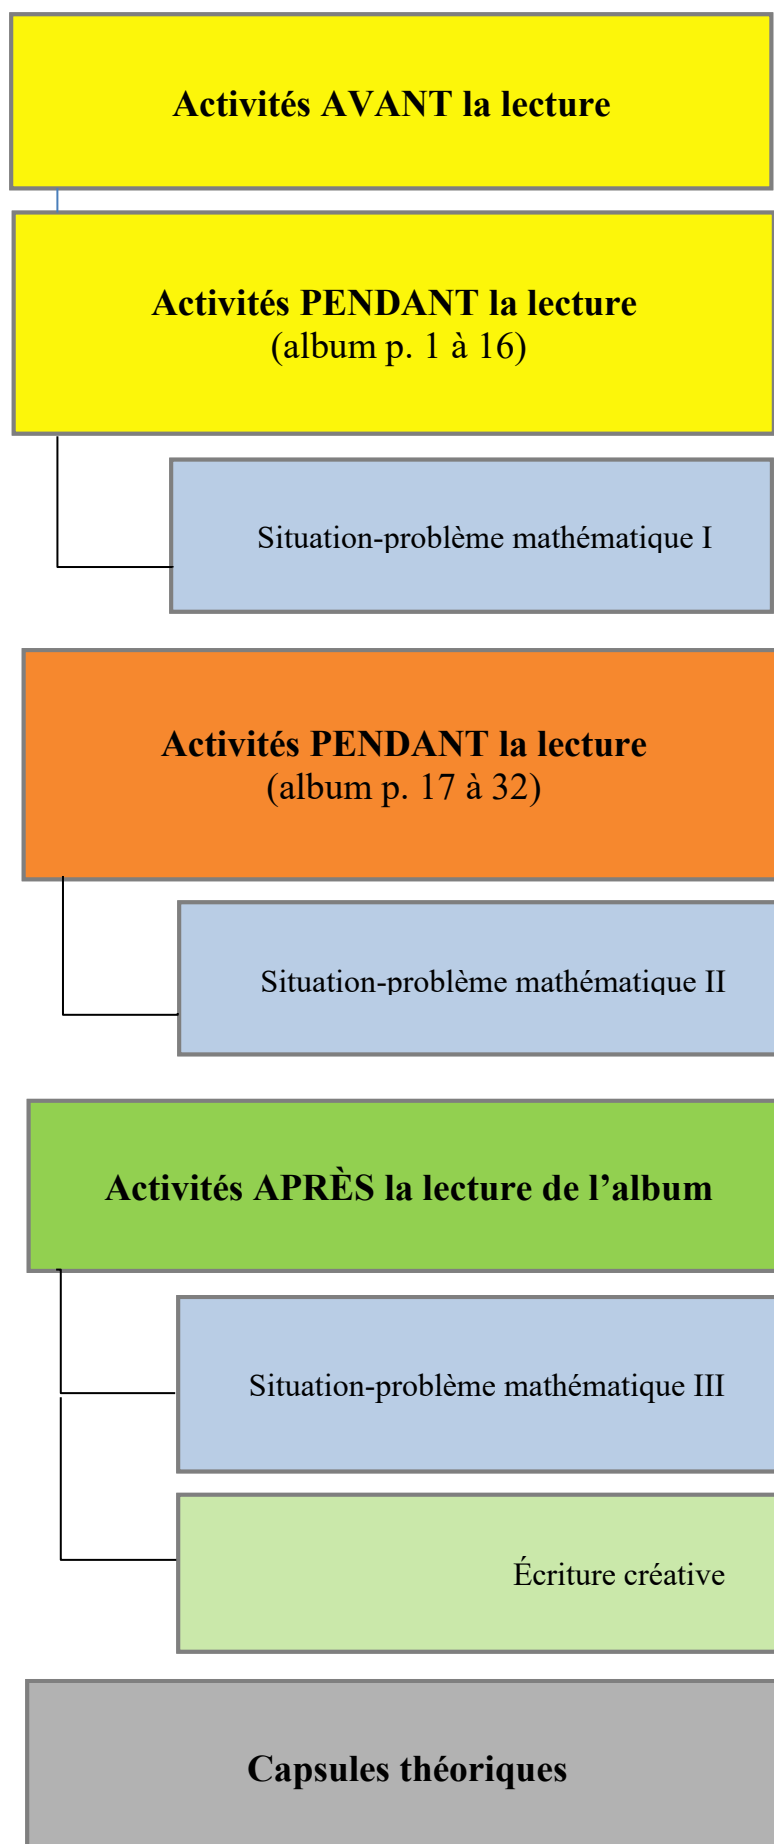 Activités AVANT la lecture
Activités PENDANT la lecture
(album p. 1 à 16)
Situation-problème mathématique I
Activités PENDANT la lecture
(album p. 17 à 32)
Situation-problème mathématique II
Activités APRÈS la lecture de l’album
Situation-problème mathématique III
Écriture créative
Capsules théoriques